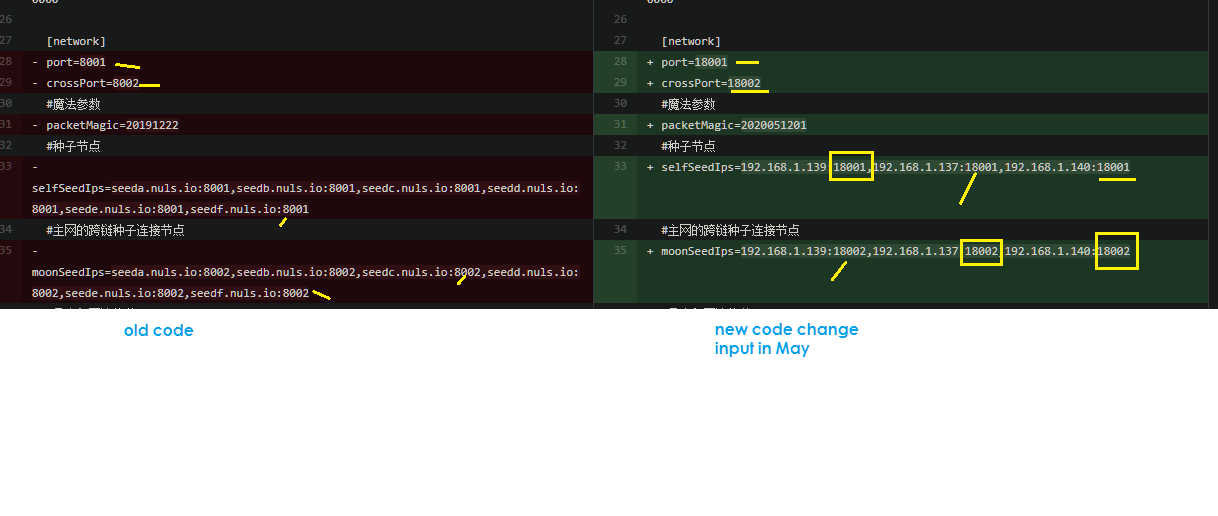 26
27 [network]
28 - port=8001
29 - crossPort=8002
30 #魔法参数
31 - packetMagic=20191222
32 #种子节点
33 -
selfSeedIps=seeda.nuls.io:8001,seedb.nuls.io:8001,seedc.nuls.io:8001,seedd.nuls.io:
8001,seede.nuls.io:8001,seedf.nuls.io:8001
34 #主网的跨链种子连接节点
35 -
moonSeedIps=seeda.nuls.io:8002,seedb.nuls.io:8002,seedc.nuls.io:8002,seedd.nuls.io:
8002,seede.nuls.io:8002,seedf.nuls.io:8002
old code
26
27 [network]
28 + port=18001
29 + crossPort=18002
30 #魔法参数
31 + packetMagic=2020051201
32 #种子节点
33 + selfSeedIps=192.168.1.139:18001,192.168.1.137:18001,192.168.1.140:18001
34 #主网的跨链种子连接节点
35 + moonSeedIps=192.168.1.139:18002,192.168.1.137:18002,192.168.1.140:18002
new code change
input in May